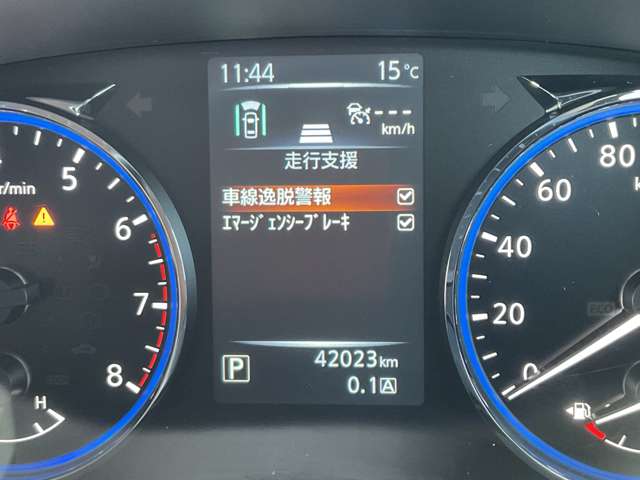 11:44 15℃
--- km/h
走行支援
車線逸脱警報
ｴﾏｰｼﾞｪﾝｼｰﾌﾞﾚｰｷ
P 42023km
0.1 A
r/min
5
6
7
8
H
80
60
40
20
0
ECO